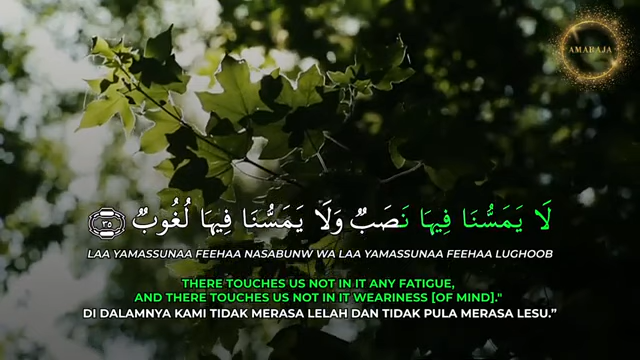 AMABAJA
لَا يَمَسُّنَا فِيهَا نَصَبٌ وَلَا يَمَسُّنَا فِيهَا لُغُوبٌ ٣٥
LAA YAMASSUNAA FEEHAA NASABUNW WA LAA YAMASSUNAA FEEHAA LUGHOOB
THERE TOUCHES US NOT IN IT ANY FATIGUE,
AND THERE TOUCHES US NOT IN IT WEARINESS [OF MIND]."
DI DALAMNYA KAMI TIDAK MERASA LELAH DAN TIDAK PULA MERASA LESU.”